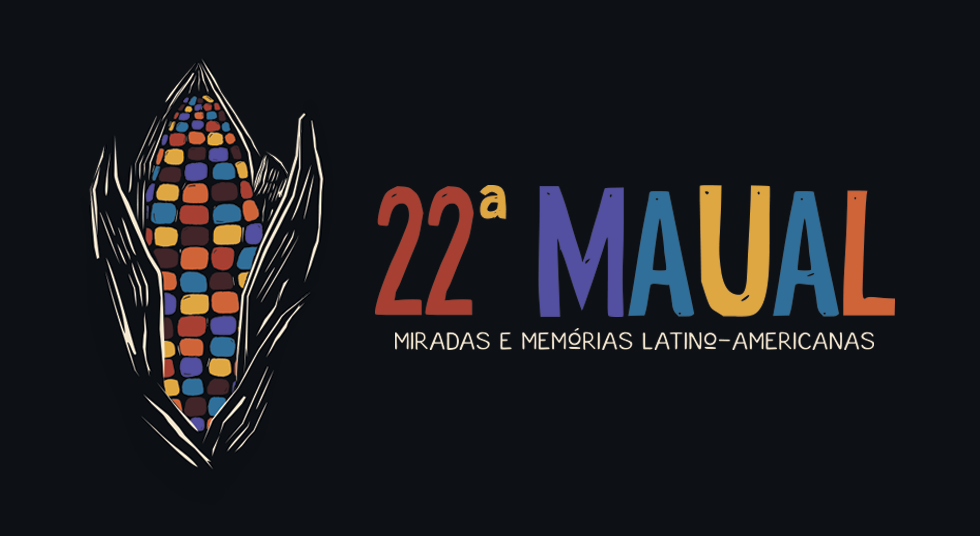 22ª MAUAL
MIRADAS E MEMÓRIAS LATINO-AMERICANAS